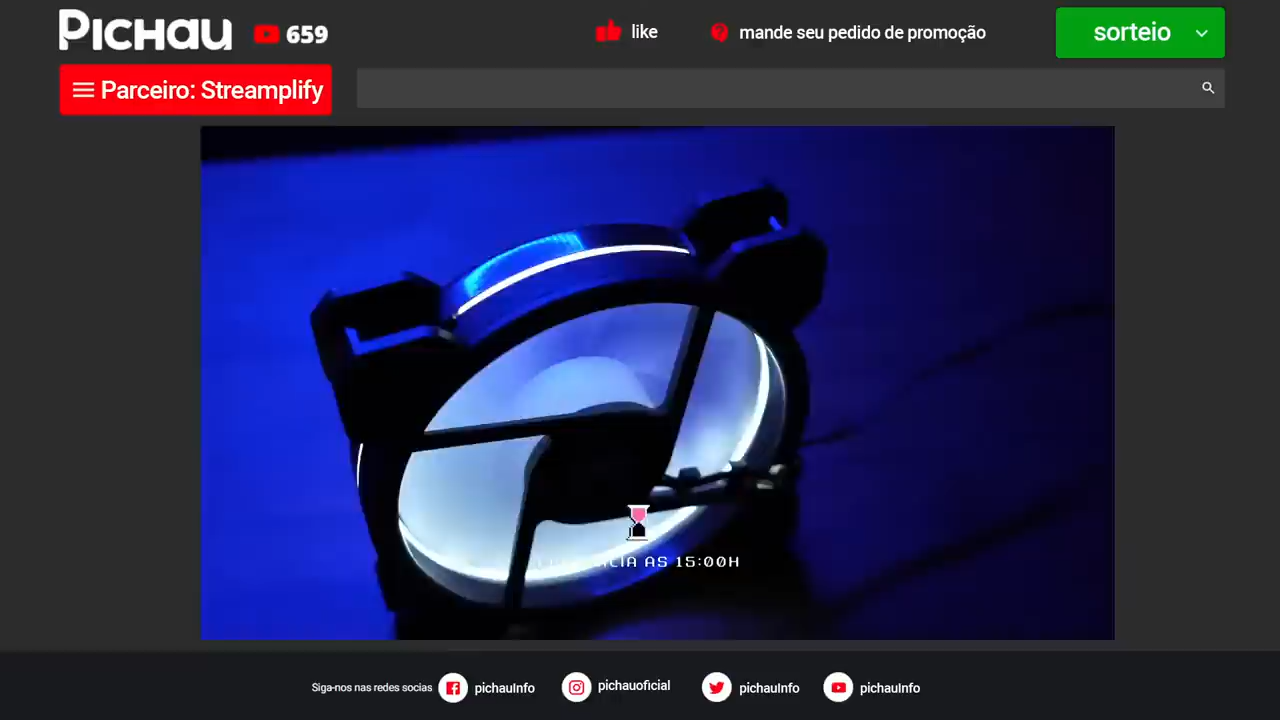 PICHAU
659
like
mande seu pedido de promoção
sorteio
Parceiro: Streamplify
AS 15:00H
Siga-nos nas redes socias
pichauInfo
pichauoficial
pichauInfo
pichauInfo